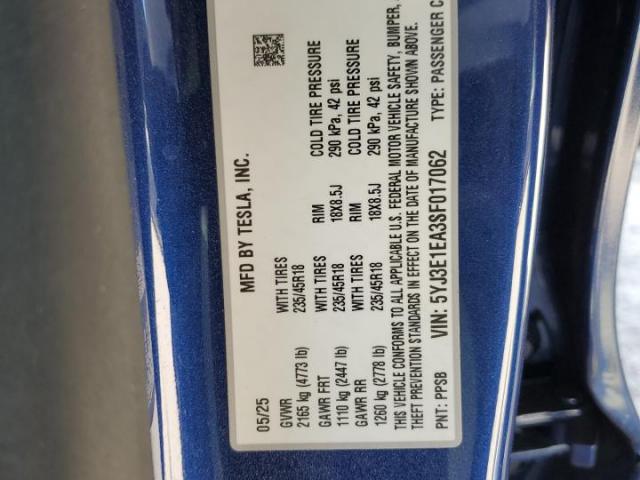 MFD BY TESLA, INC.
05/25
GVWR WITH TIRES RIM COLD TIRE PRESSURE
2165 kg (4773 lb) 235/45R18 18X8.5J 290 kPa, 42 psi
GAWR FRT WITH TIRES RIM COLD TIRE PRESSURE
1110 kg (2447 lb) 235/45R18 18X8.5J 290 kPa, 42 psi
GAWR RR
1260 kg (2778 lb) 235/45R18
THIS VEHICLE CONFORMS TO ALL APPLICABLE U.S. FEDERAL MOTOR VEHICLE SAFETY, BUMPER,
THEFT PREVENTION STANDARDS IN EFFECT ON THE DATE OF MANUFACTURE SHOWN ABOVE.
PNT: PPSB VIN: 5YJ3E1EA3SF017062 TYPE: PASSENGER C